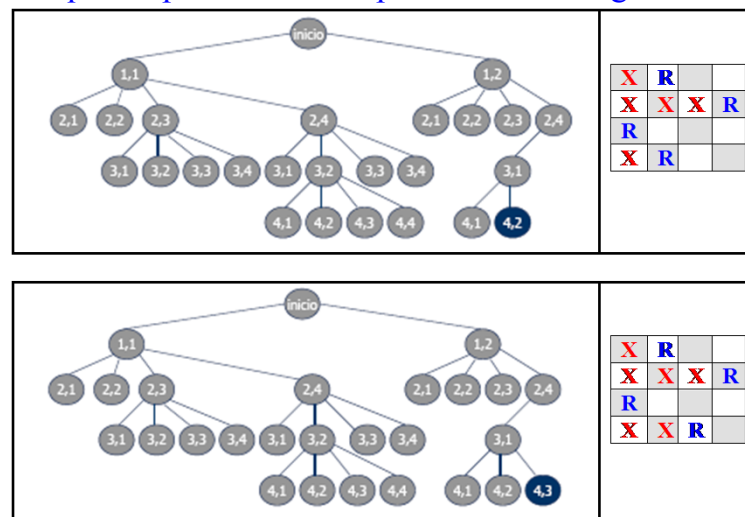 inicio
1,1 1,2
2,1 2,2 2,3 2,4 2,1 2,2 2,3 2,4
3,1 3,2 3,3 3,4 3,1 3,2 3,3 3,4 3,1
4,1 4,2 4,3 4,4 4,1 4,2
X R
X X X R
R
X R
inicio
1,1 1,2
2,1 2,2 2,3 2,4 2,1 2,2 2,3 2,4
3,1 3,2 3,3 3,4 3,1 3,2 3,3 3,4 3,1
4,1 4,2 4,3 4,4 4,1 4,2 4,3
X R
X X X R
R
X X R